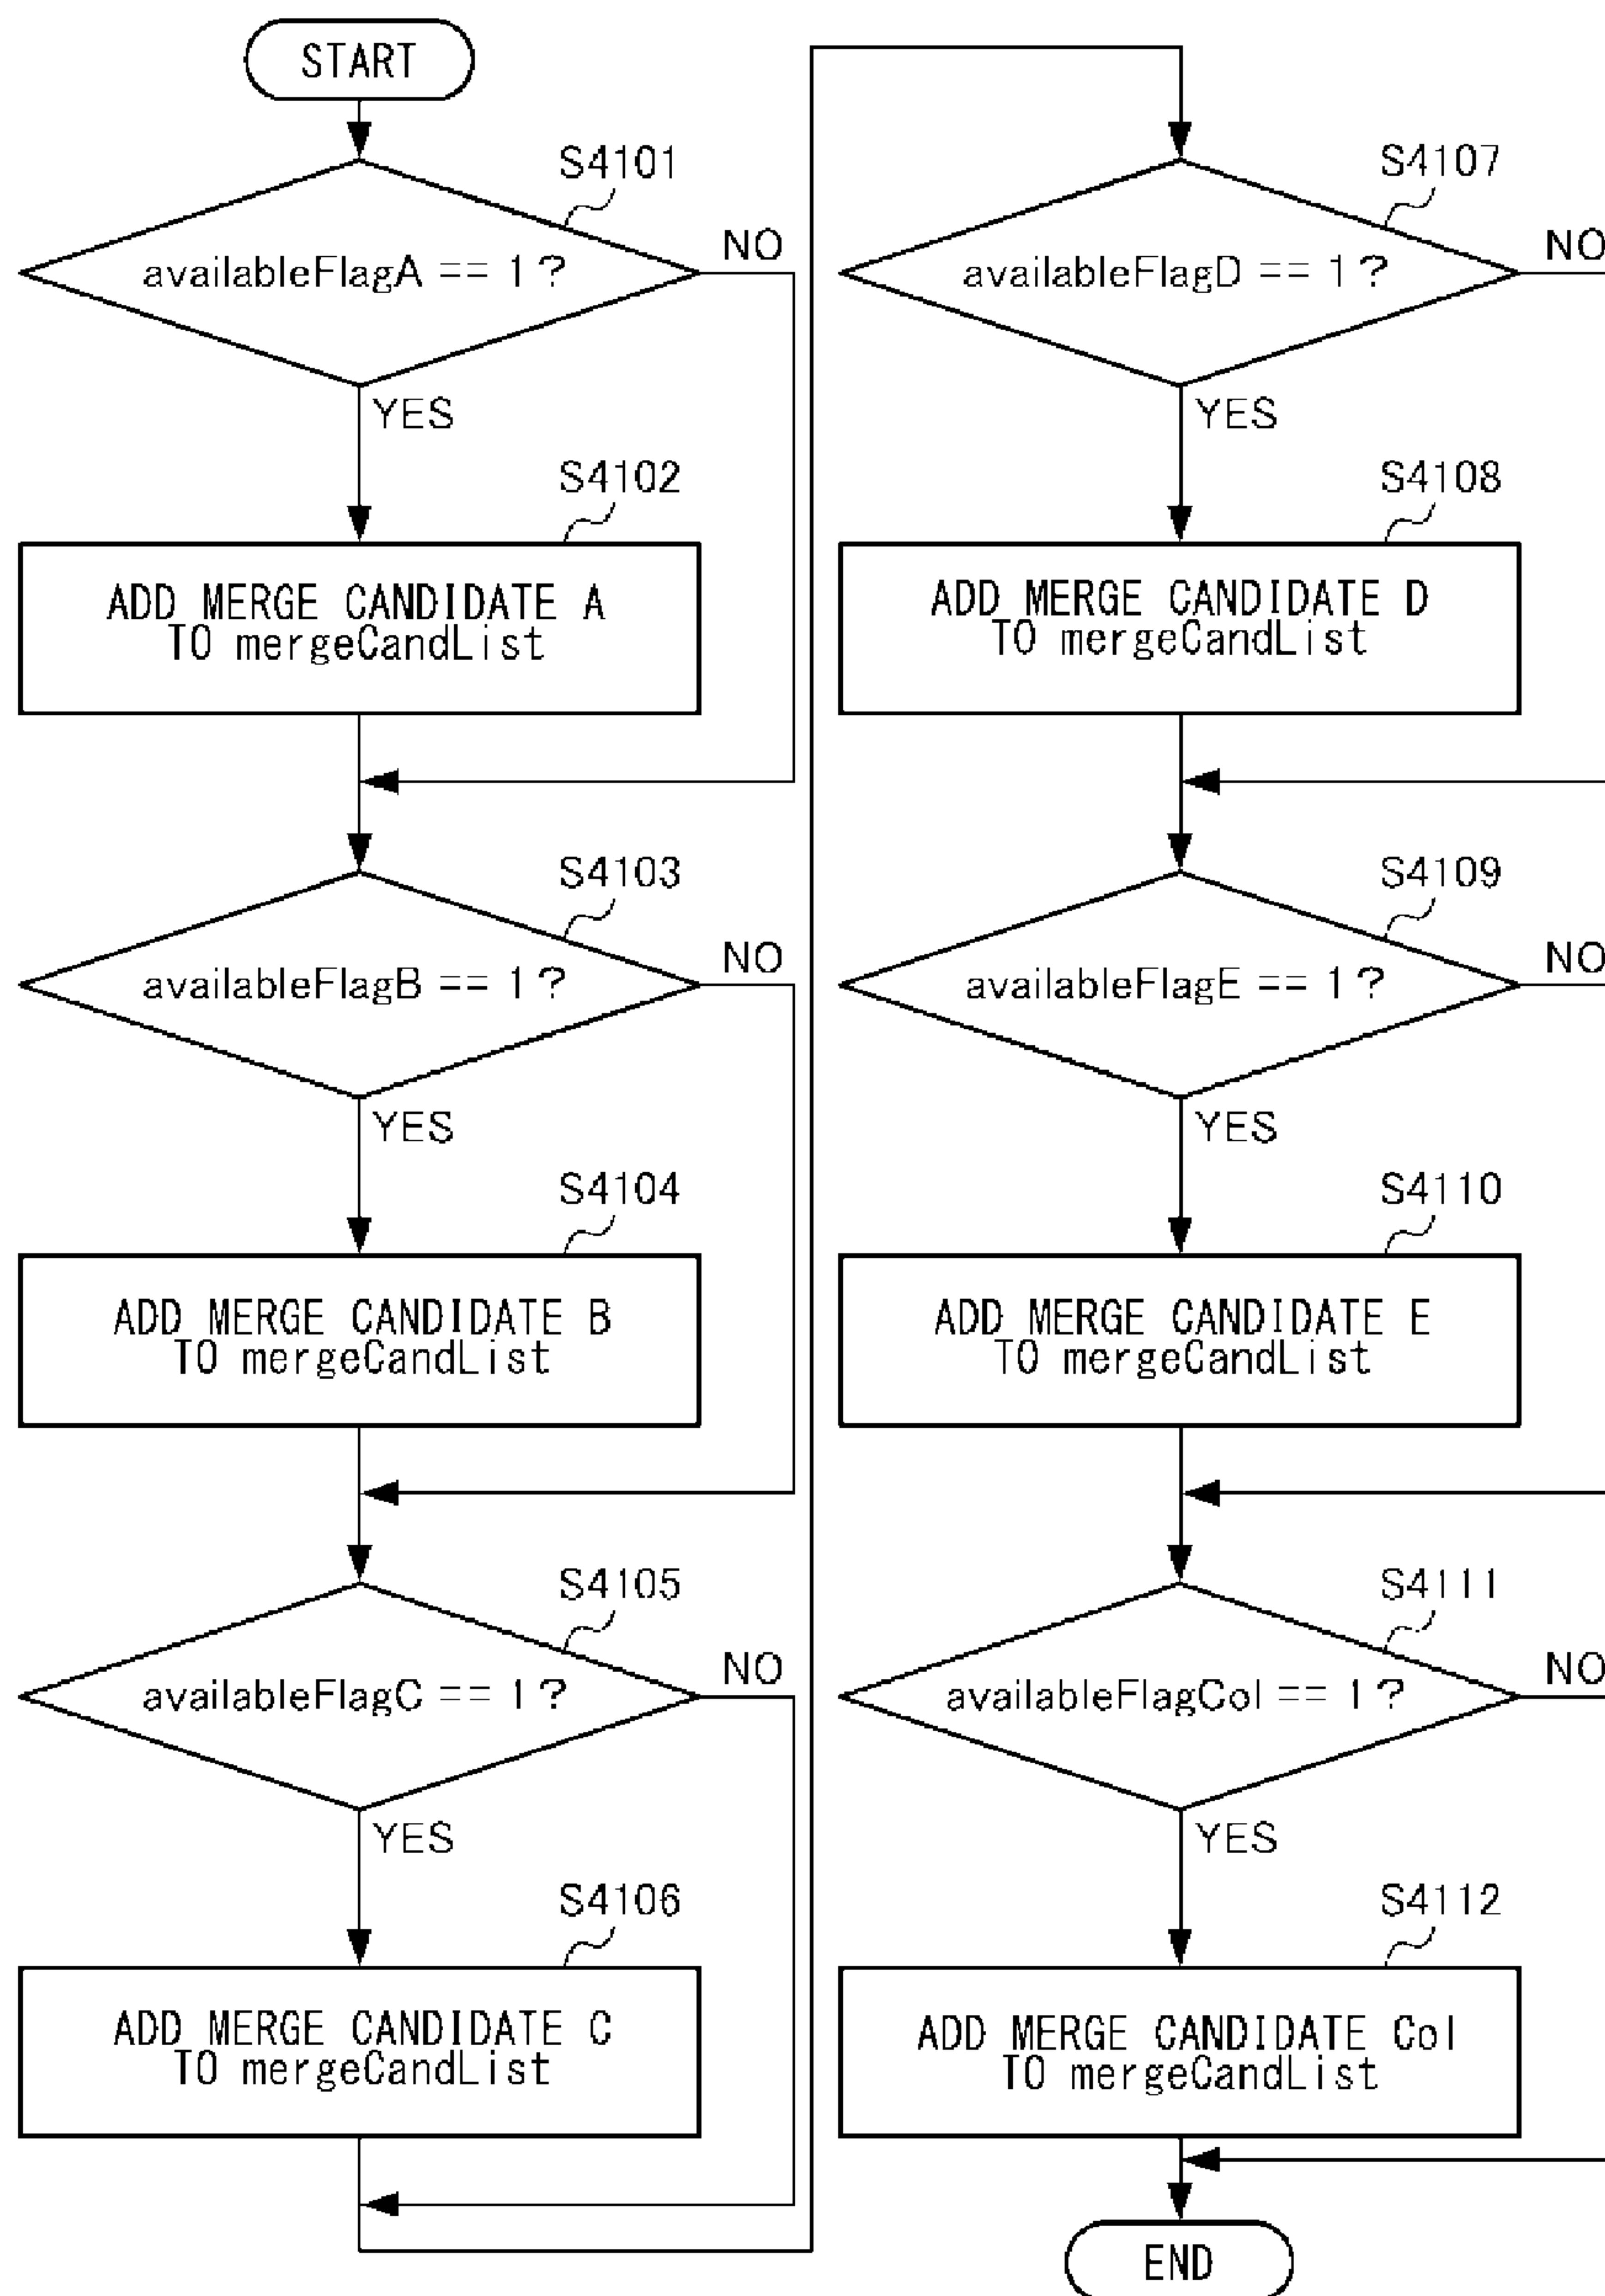 START
S4101
availableFlagA == 1?
NO
YES
S4102
ADD MERGE CANDIDATE A
TO mergeCandList
S4103
availableFlagB == 1?
NO
YES
S4104
ADD MERGE CANDIDATE B
TO mergeCandList
S4105
availableFlagC == 1?
NO
YES
S4106
ADD MERGE CANDIDATE C
TO mergeCandList
S4107
availableFlagD == 1?
NO
YES
S4108
ADD MERGE CANDIDATE D
TO mergeCandList
S4109
availableFlagE == 1?
NO
YES
S4110
ADD MERGE CANDIDATE E
TO mergeCandList
S4111
availableFlagCol == 1?
NO
YES
S4112
ADD MERGE CANDIDATE Col
TO mergeCandList
END